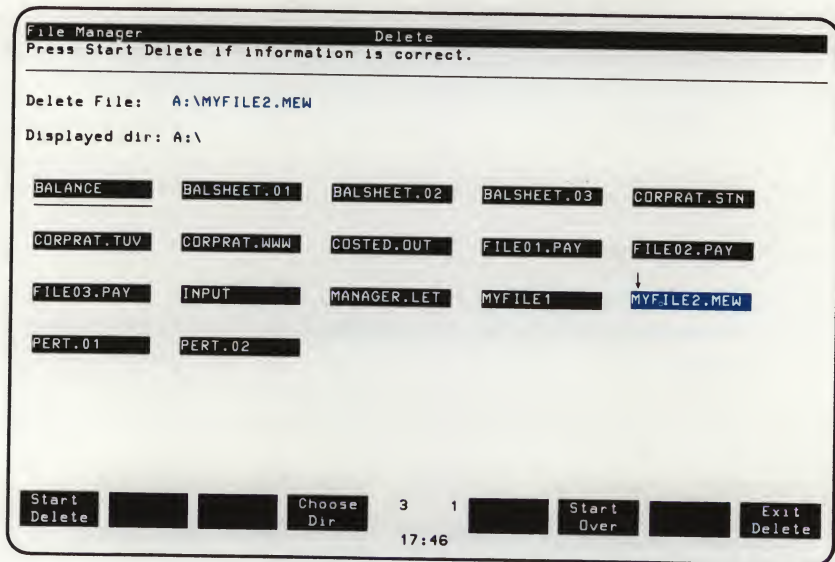 File Manager Delete
Press Start Delete if information is correct.
Delete File: A:\MYFILE2.MEW
Displayed dir: A:\
BALANCE BALSHEET.01 BALSHEET.02 BALSHEET.03 CORPRAT.STN
CORPRAT.TUV CORPRAT.WWW COSTED.OUT FILE01.PAY FILE02.PAY
FILE03.PAY INPUT MANAGER.LET MYFILE1 MYFILE2.MEW
PERT.01 PERT.02
Start Delete Choose Dir 3 1 Start Over Exit Delete
17:46